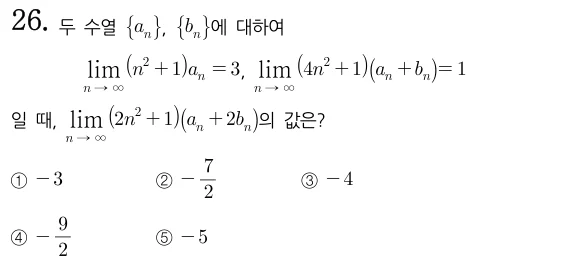 26. 두 수열 {aₙ}, {bₙ}에 대하여
lim_{n→∞}(n²+1)aₙ=3, lim_{n→∞}(4n²+1)(aₙ+bₙ)=1
일 때, lim_{n→∞}(2n²+1)(aₙ+2bₙ)의 값은?
① −3 ② −7/2 ③ −4
④ −9/2 ⑤ −5